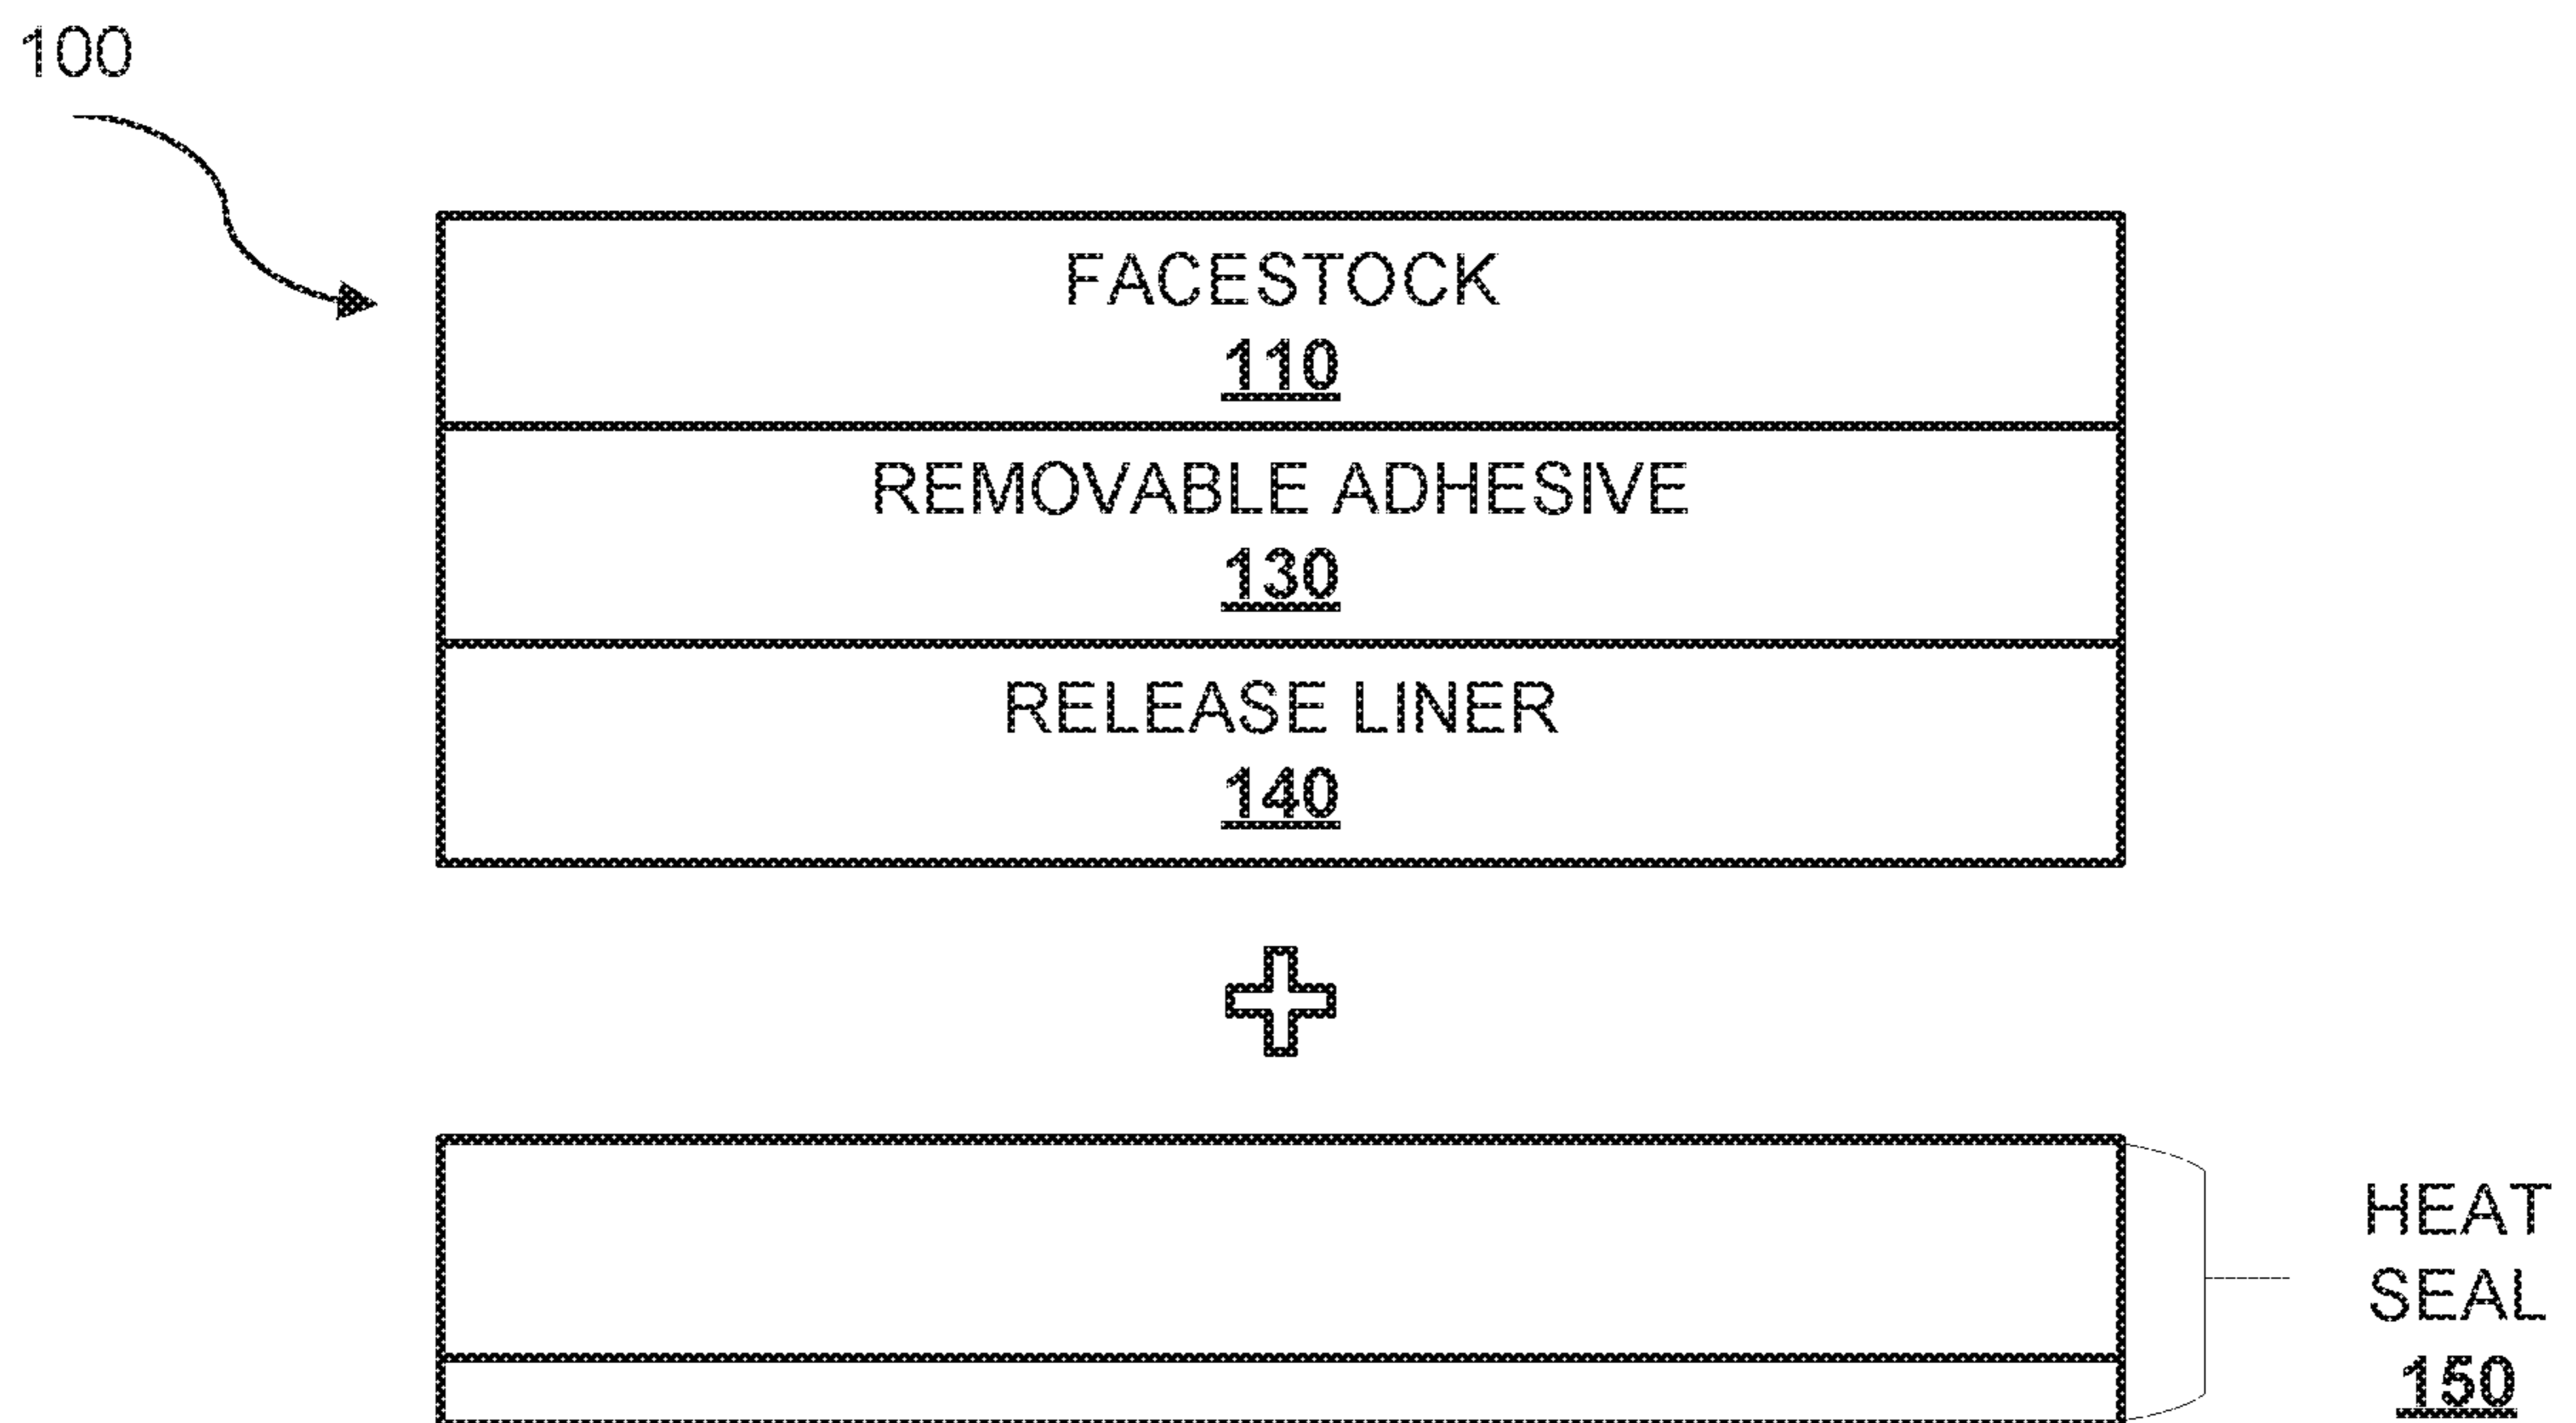 100
FACESTOCK
110
REMOVABLE ADHESIVE
130
RELEASE LINER
140
HEAT
SEAL
150